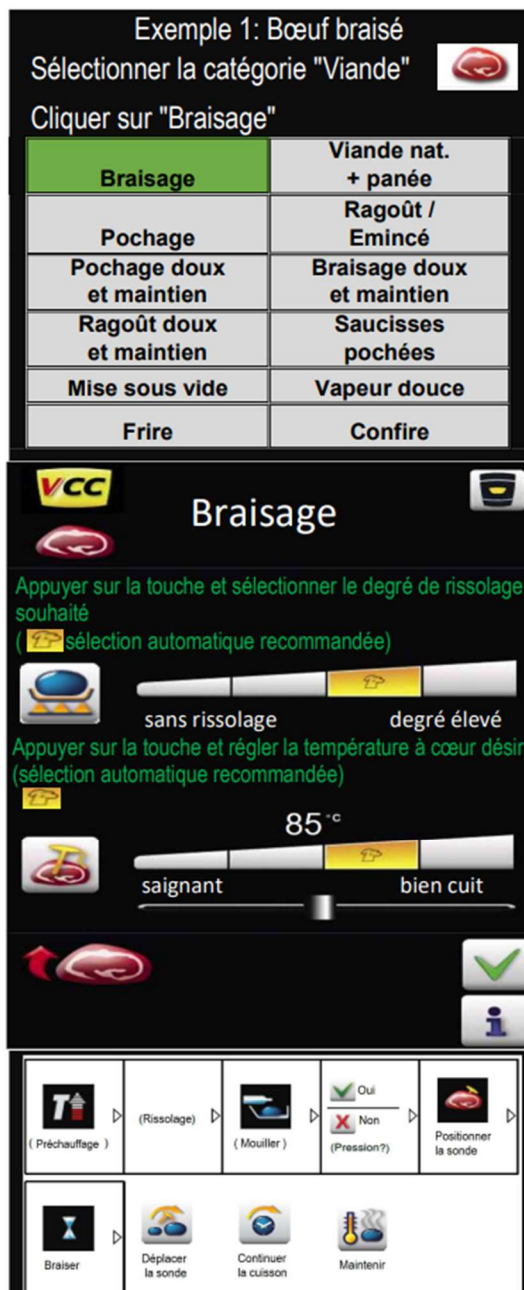 Exemple 1: Bœuf braisé
Sélectionner la catégorie "Viande"
Cliquer sur "Braisage"
Braisage
Viande nat.
+ panée
Pochage
Ragoût /
Emincé
Pochage doux
et maintien
Braisage doux
et maintien
Ragoût doux
et maintien
Saucisses
pochées
Mise sous vide
Vapeur douce
Frire
Confire
VCC
Braisage
Appuyer sur la touche et sélectionner le degré de rissolage
souhaité
( sélection automatique recommandée)
sans rissolage
degré élevé
Appuyer sur la touche et régler la température à cœur désir
(sélection automatique recommandée)
85 °C
saignant
bien cuit
i
T
( Préchauffage )
(Rissolage)
( Mouiller )
Oui
Non
(Pression?)
Positionner
la sonde
Braiser
Déplacer
la sonde
Continuer
la cuisson
Maintenir